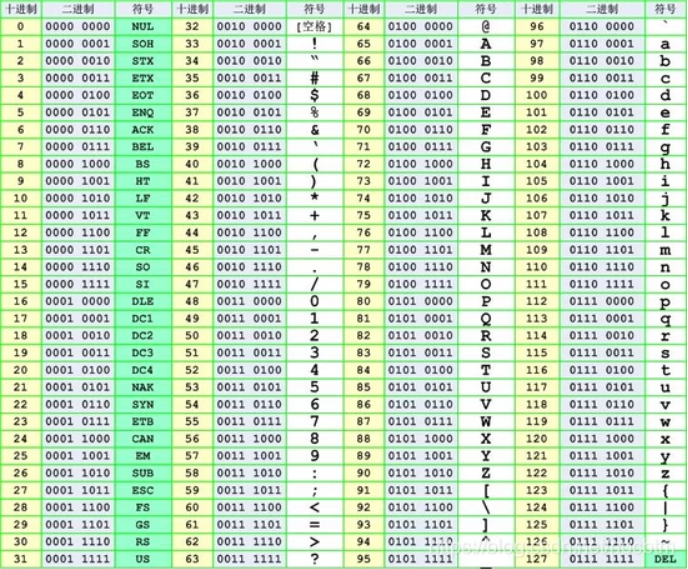 十进制 二进制 符号 十进制 二进制 符号 十进制 二进制 符号 十进制 二进制 符号
0 0000 0000 NUL 32 0010 0000 [空格] 64 0100 0000 @ 96 0110 0000 `
1 0000 0001 SOH 33 0010 0001 ! 65 0100 0001 A 97 0110 0001 a
2 0000 0010 STX 34 0010 0010 " 66 0100 0010 B 98 0110 0010 b
3 0000 0011 ETX 35 0010 0011 # 67 0100 0011 C 99 0110 0011 c
4 0000 0100 EOT 36 0010 0100 $ 68 0100 0100 D 100 0110 0100 d
5 0000 0101 ENQ 37 0010 0101 % 69 0100 0101 E 101 0110 0101 e
6 0000 0110 ACK 38 0010 0110 & 70 0100 0110 F 102 0110 0110 f
7 0000 0111 BEL 39 0010 0111 ` 71 0100 0111 G 103 0110 0111 g
8 0000 1000 BS 40 0010 1000 ( 72 0100 1000 H 104 0110 1000 h
9 0000 1001 HT 41 0010 1001 ) 73 0100 1001 I 105 0110 1001 i
10 0000 1010 LF 42 0010 1010 * 74 0100 1010 J 106 0110 1010 j
11 0000 1011 VT 43 0010 1011 + 75 0100 1011 K 107 0110 1011 k
12 0000 1100 FF 44 0010 1100 , 76 0100 1100 L 108 0110 1100 l
13 0000 1101 CR 45 0010 1101 - 77 0100 1101 M 109 0110 1101 m
14 0000 1110 SO 46 0010 1110 . 78 0100 1110 N 110 0110 1110 n
15 0000 1111 SI 47 0010 1111 / 79 0100 1111 O 111 0110 1111 o
16 0001 0000 DLE 48 0011 0000 0 80 0101 0000 P 112 0111 0000 p
17 0001 0001 DC1 49 0011 0001 1 81 0101 0001 Q 113 0111 0001 q
18 0001 0010 DC2 50 0011 0010 2 82 0101 0010 R 114 0111 0010 r
19 0001 0011 DC3 51 0011 0011 3 83 0101 0011 S 115 0111 0011 s
20 0001 0100 DC4 52 0011 0100 4 84 0101 0100 T 116 0111 0100 t
21 0001 0101 NAK 53 0011 0101 5 85 0101 0101 U 117 0111 0101 u
22 0001 0110 SYN 54 0011 0110 6 86 0101 0110 V 118 0111 0110 v
23 0001 0111 ETB 55 0011 0111 7 87 0101 0111 W 119 0111 0111 w
24 0001 1000 CAN 56 0011 1000 8 88 0101 1000 X 120 0111 1000 x
25 0001 1001 EM 57 0011 1001 9 89 0101 1001 Y 121 0111 1001 y
26 0001 1010 SUB 58 0011 1010 : 90 0101 1010 Z 122 0111 1010 z
27 0001 1011 ESC 59 0011 1011 ; 91 0101 1011 [ 123 0111 1011 {
28 0001 1100 FS 60 0011 1100 < 92 0101 1100 \ 124 0111 1100 |
29 0001 1101 GS 61 0011 1101 = 93 0101 1101 ] 125 0111 1101 }
30 0001 1110 RS 62 0011 1110 > 94 0101 1110 ^ 126 0111 1110 ~
31 0001 1111 US 63 0011 1111 ? 95 0101 1111 _ 127 0111 1111 DEL